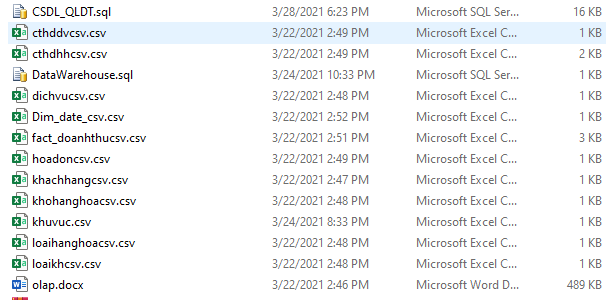 CSDL_QLDT.sql 3/28/2021 6:23 PM Microsoft SQL Ser... 16 KB
cthddvcsv.csv 3/22/2021 2:49 PM Microsoft Excel C... 1 KB
cthdhhcsv.csv 3/22/2021 2:49 PM Microsoft Excel C... 2 KB
DataWarehouse.sql 3/24/2021 10:33 PM Microsoft SQL Ser... 1 KB
dichvucsv.csv 3/22/2021 2:48 PM Microsoft Excel C... 1 KB
Dim_date_csv.csv 3/22/2021 2:52 PM Microsoft Excel C... 1 KB
fact_doanhthucsv.csv 3/22/2021 2:51 PM Microsoft Excel C... 3 KB
hoadoncsv.csv 3/22/2021 2:49 PM Microsoft Excel C... 1 KB
khachhangcsv.csv 3/22/2021 2:47 PM Microsoft Excel C... 1 KB
khohanghoacsv.csv 3/22/2021 2:48 PM Microsoft Excel C... 1 KB
khuvuc.csv 3/24/2021 8:33 PM Microsoft Excel C... 1 KB
loaihanghoacsv.csv 3/22/2021 2:48 PM Microsoft Excel C... 1 KB
loaikhcsv.csv 3/22/2021 2:48 PM Microsoft Excel C... 1 KB
olap.docx 3/22/2021 2:46 PM Microsoft Word D... 489 KB